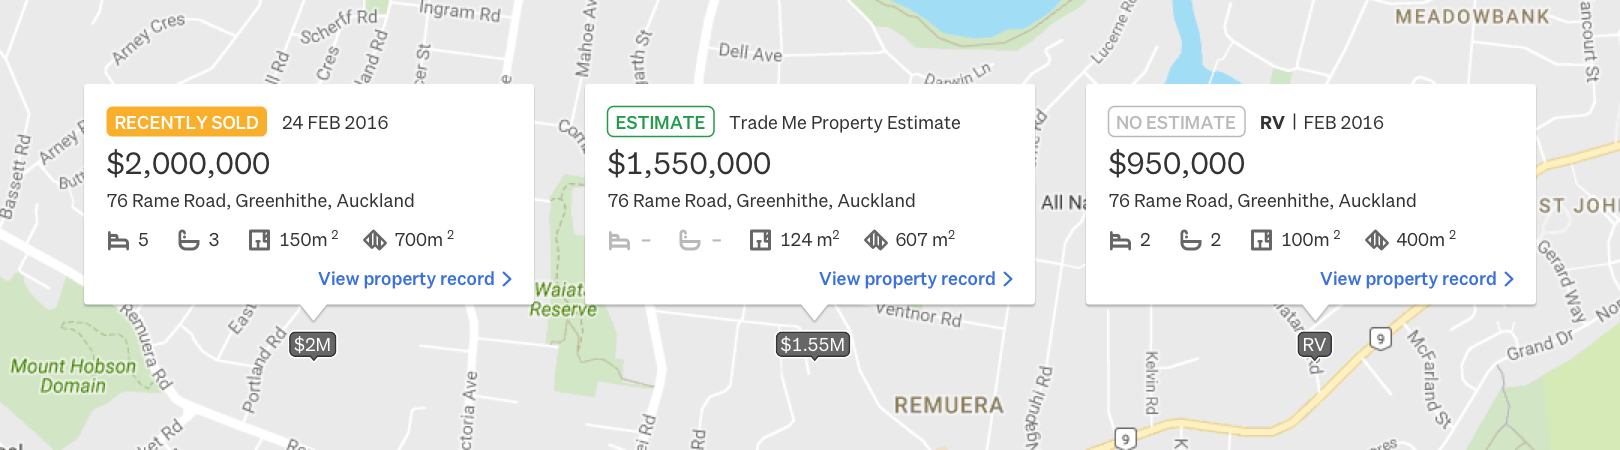 Ingram Rd
Scherff Rd
Arney Cres
MEADOWBANK
Mahoe Av
Dell Ave
Lucerne Rd
Darwin Ln
ancourt St
Bassett Rd
RECENTLY SOLD 24 FEB 2016
$2,000,000
76 Rame Road, Greenhithe, Auckland
5 3 150m 2 700m 2
View property record
$2M
ESTIMATE Trade Me Property Estimate
$1,550,000
76 Rame Road, Greenhithe, Auckland
- - 124 m2 607 m2
View property record
$1.55M
NO ESTIMATE RV | FEB 2016
$950,000
76 Rame Road, Greenhithe, Auckland
2 2 100m 2 400m 2
View property record
RV
All Na
ST JOH
Gerard Way
Reserve
Remuera Rd
East
Portland Rd
Ventnor Rd
Mount Hobson
Domain
REMUERA
9
McFarland St
Grand Dr
Kelvin Rd
ctoria Ave
9